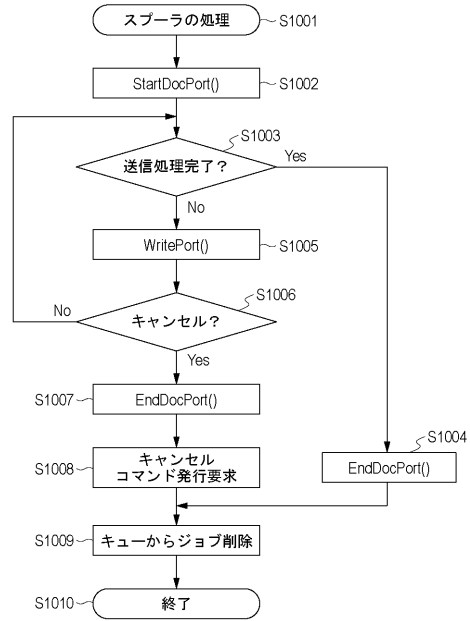 スプーラの処理
S1001
StartDocPort()
S1002
S1003
送信処理完了？
Yes
No
WritePort()
S1005
S1006
キャンセル？
No
Yes
S1007
EndDocPort()
S1004
EndDocPort()
S1008
キャンセル
コマンド発行要求
S1009
キューからジョブ削除
S1010
終了